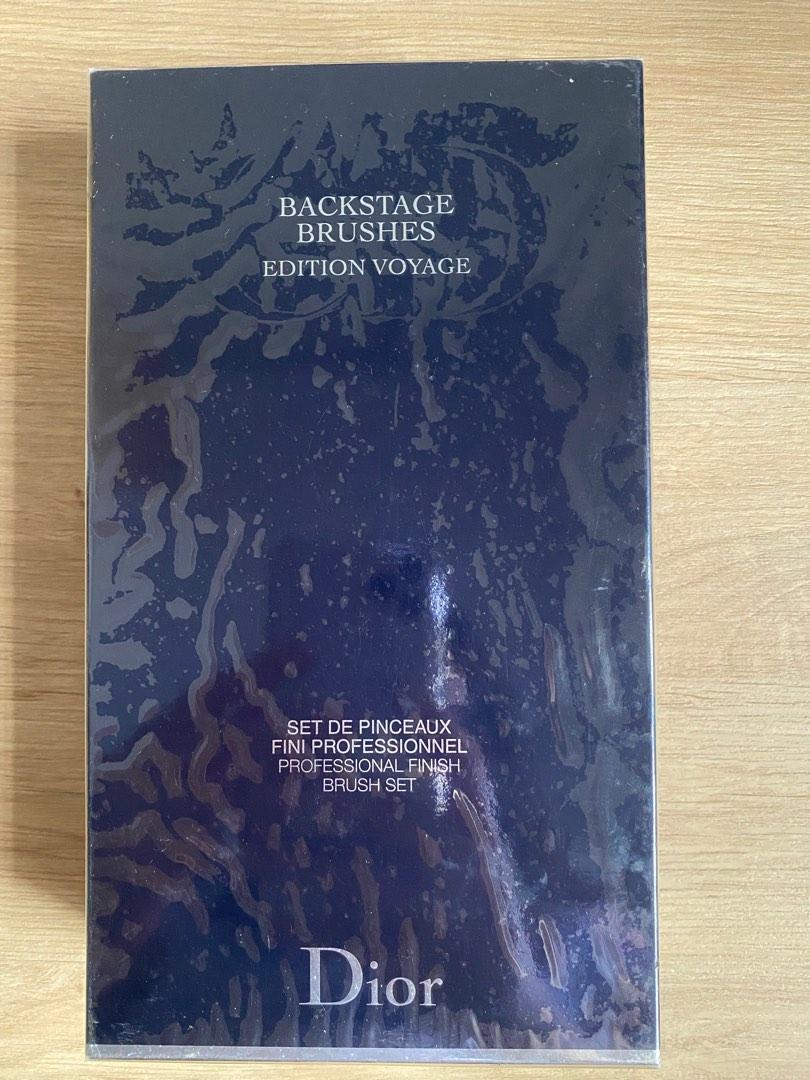 BACKSTAGE
BRUSHES
EDITION VOYAGE
SET DE PINCEAUX
FINI PROFESSIONNEL
PROFESSIONAL FINISH
BRUSH SET
Dior